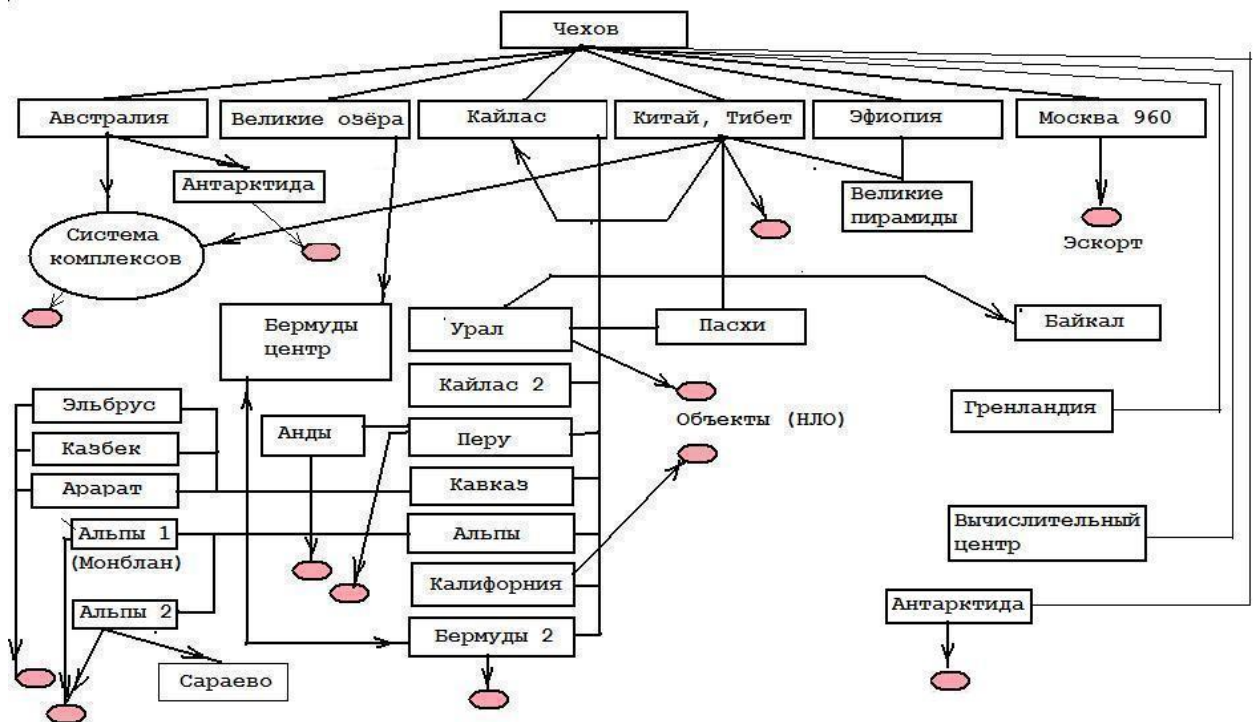 Чехов
Австралия
Великие озёра
Кайлас
Китай, Тибет
Эфиопия
Москва 960
Антарктида
Великие
пирамиды
Система
комплексов
Эскорт
Бермуды
центр
Урал
Пасхи
Байкал
Кайлас 2
Эльбрус
Гренландия
Объекты (НЛО)
Анды
Перу
Казбек
Арарат
Кавказ
Альпы 1
(Монблан)
Альпы
Вычислительный
центр
Калифорния
Альпы 2
Антарктида
Бермуды 2
Сараево